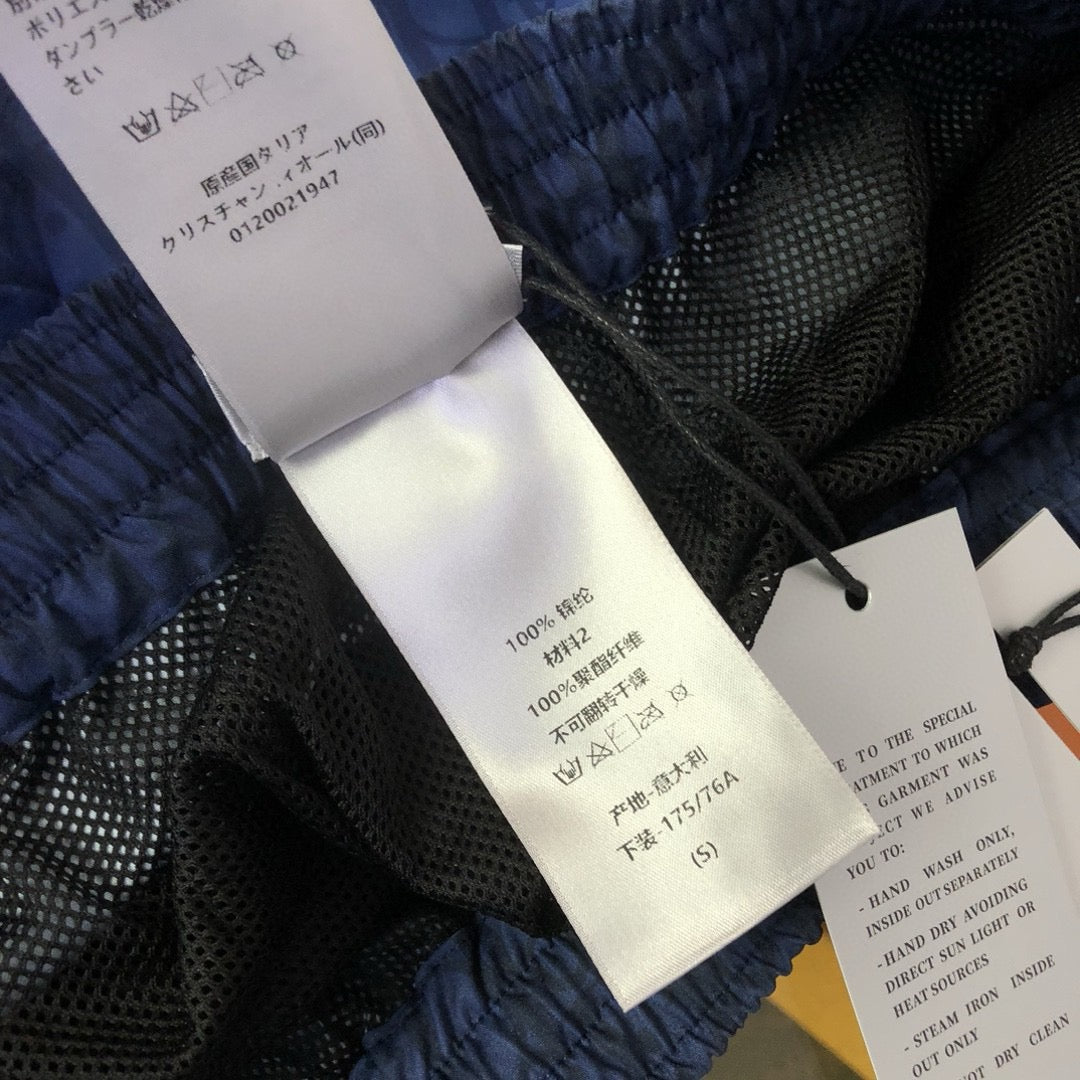 ポリエス
ダンブラー乾燥
さい
原産国タリア
クリスチャン .ィオール(同)
0120021947
100% 锦纶
材料2
100%聚酯纤维
不可翻转干燥
产地-意大利
下装-175/76A
(S)
TO THE SPECIAL
ATMENT TO WHICH
GARMENT WAS
JECT WE ADVISE
YOU TO:
- HAND WASH ONLY,
INSIDE OUT SEPARATELY
-HAND DRY AVOIDING
DIRECT SUN LIGHT OR
HEAT SOURCES
- STEAM IRON INSIDE
OUT ONLY
NOT DRY CLEAN